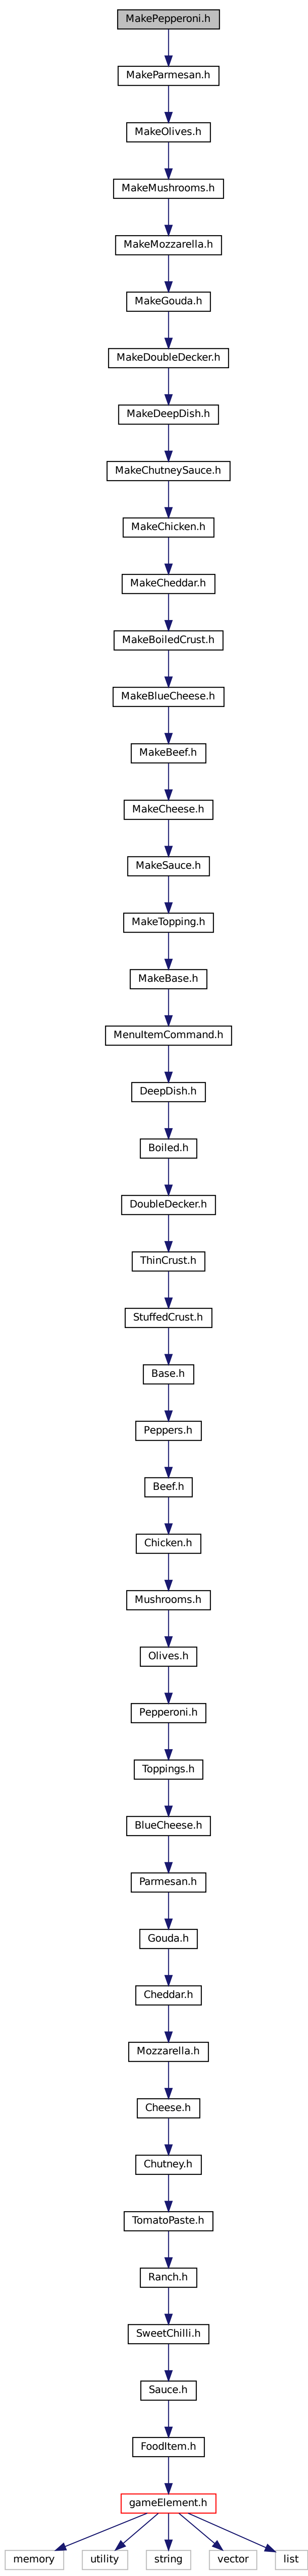 MakePepperoni.h
MakeParmesan.h
MakeOlives.h
MakeMushrooms.h
MakeMozzarella.h
MakeGouda.h
MakeDoubleDecker.h
MakeDeepDish.h
MakeChutneySauce.h
MakeChicken.h
MakeCheddar.h
MakeBoiledCrust.h
MakeBlueCheese.h
MakeBeef.h
MakeCheese.h
MakeSauce.h
MakeTopping.h
MakeBase.h
MenuItemCommand.h
DeepDish.h
Boiled.h
DoubleDecker.h
ThinCrust.h
StuffedCrust.h
Base.h
Peppers.h
Beef.h
Chicken.h
Mushrooms.h
Olives.h
Pepperoni.h
Toppings.h
BlueCheese.h
Parmesan.h
Gouda.h
Cheddar.h
Mozzarella.h
Cheese.h
Chutney.h
TomatoPaste.h
Ranch.h
SweetChilli.h
Sauce.h
FoodItem.h
gameElement.h
memory utility string vector list